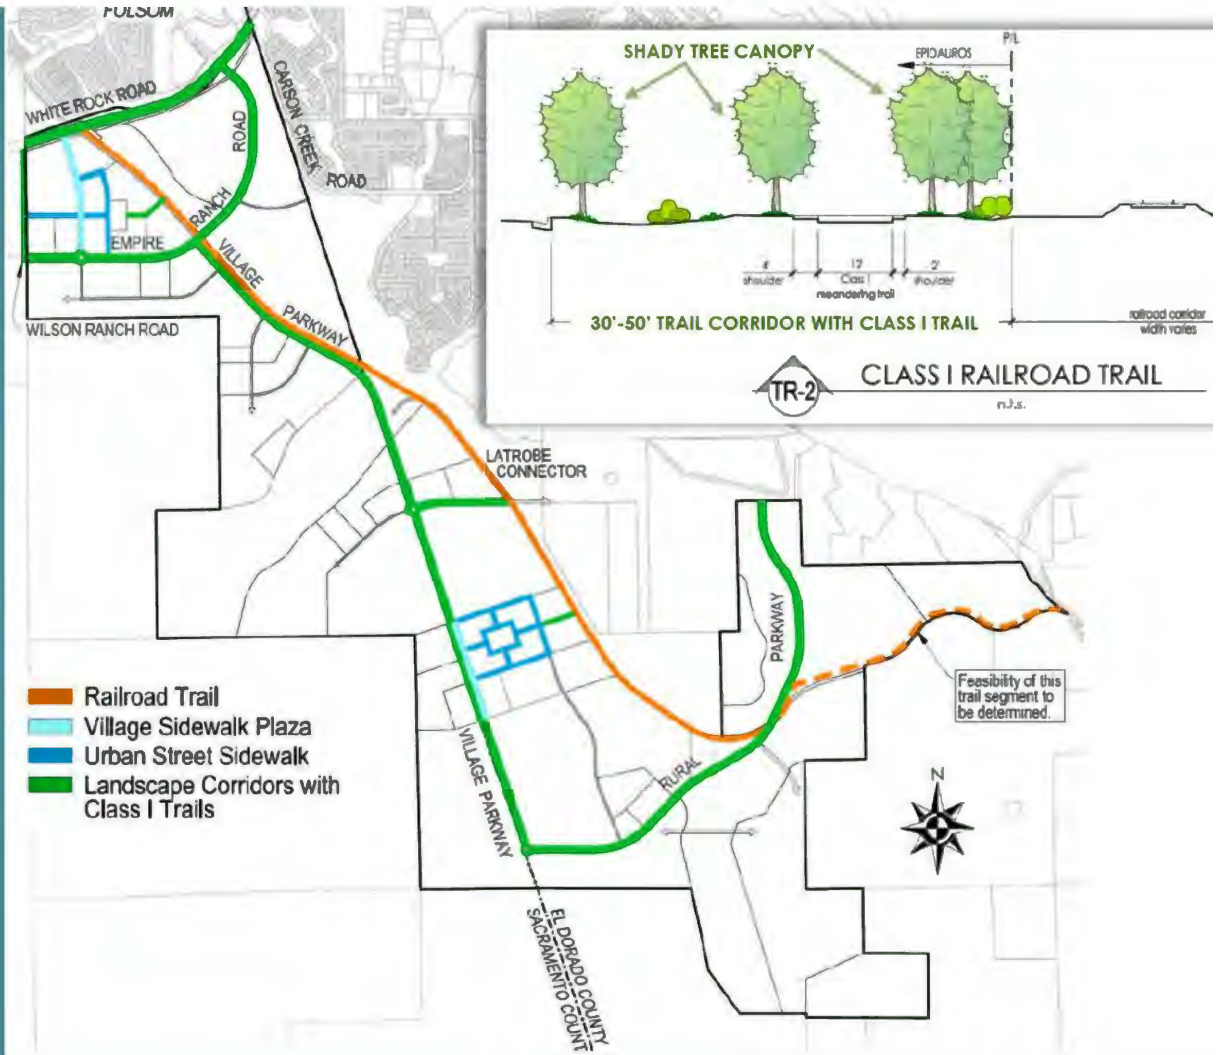 FOLSOM
WHITE ROCK ROAD
CARSON CREEK
ROAD
ROAD
RANCH
EMPIRE
VILLAGE
PARKWAY
WILSON RANCH ROAD
LATROBE
CONNECTOR
PARKWAY
RURAL
VILLAGE PARKWAY
Feasibility of this
trail segment to
be determined.
Railroad Trail
Village Sidewalk Plaza
Urban Street Sidewalk
Landscape Corridors with
Class I Trails
N
EL DORADO COUNTY
SACRAMENTO COUNT
SHADY TREE CANOPY
EPIDAUROS
P/L
shoulder
12'
Class I
meandering trail
2'
shoulder
30'-50' TRAIL CORRIDOR WITH CLASS I TRAIL
railroad corridor
width varies
TR-2
CLASS I RAILROAD TRAIL
n.t.s.